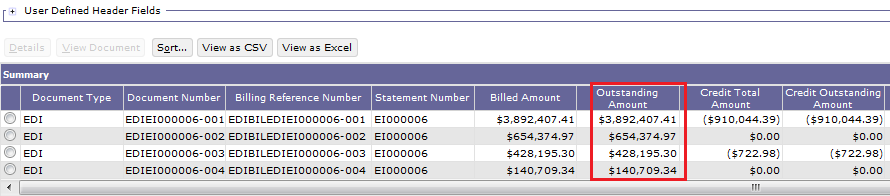 User Defined Header Fields
Details View Document Sort... View as CSV View as Excel
Summary
Document Type Document Number Billing Reference Number Statement Number Billed Amount Outstanding Amount Credit Total Amount Credit Outstanding Amount
EDI EDIEI000006-001 EDIBILEDIEI000006-001 EI000006 $3,892,407.41 $3,892,407.41 ($910,044.39) ($910,044.39)
EDI EDIEI000006-002 EDIBILEDIEI000006-002 EI000006 $654,374.97 $654,374.97 $0.00 $0.00
EDI EDIEI000006-003 EDIBILEDIEI000006-003 EI000006 $428,195.30 $428,195.30 ($722.98) ($722.98)
EDI EDIEI000006-004 EDIBILEDIEI000006-004 EI000006 $140,709.34 $140,709.34 $0.00 $0.00